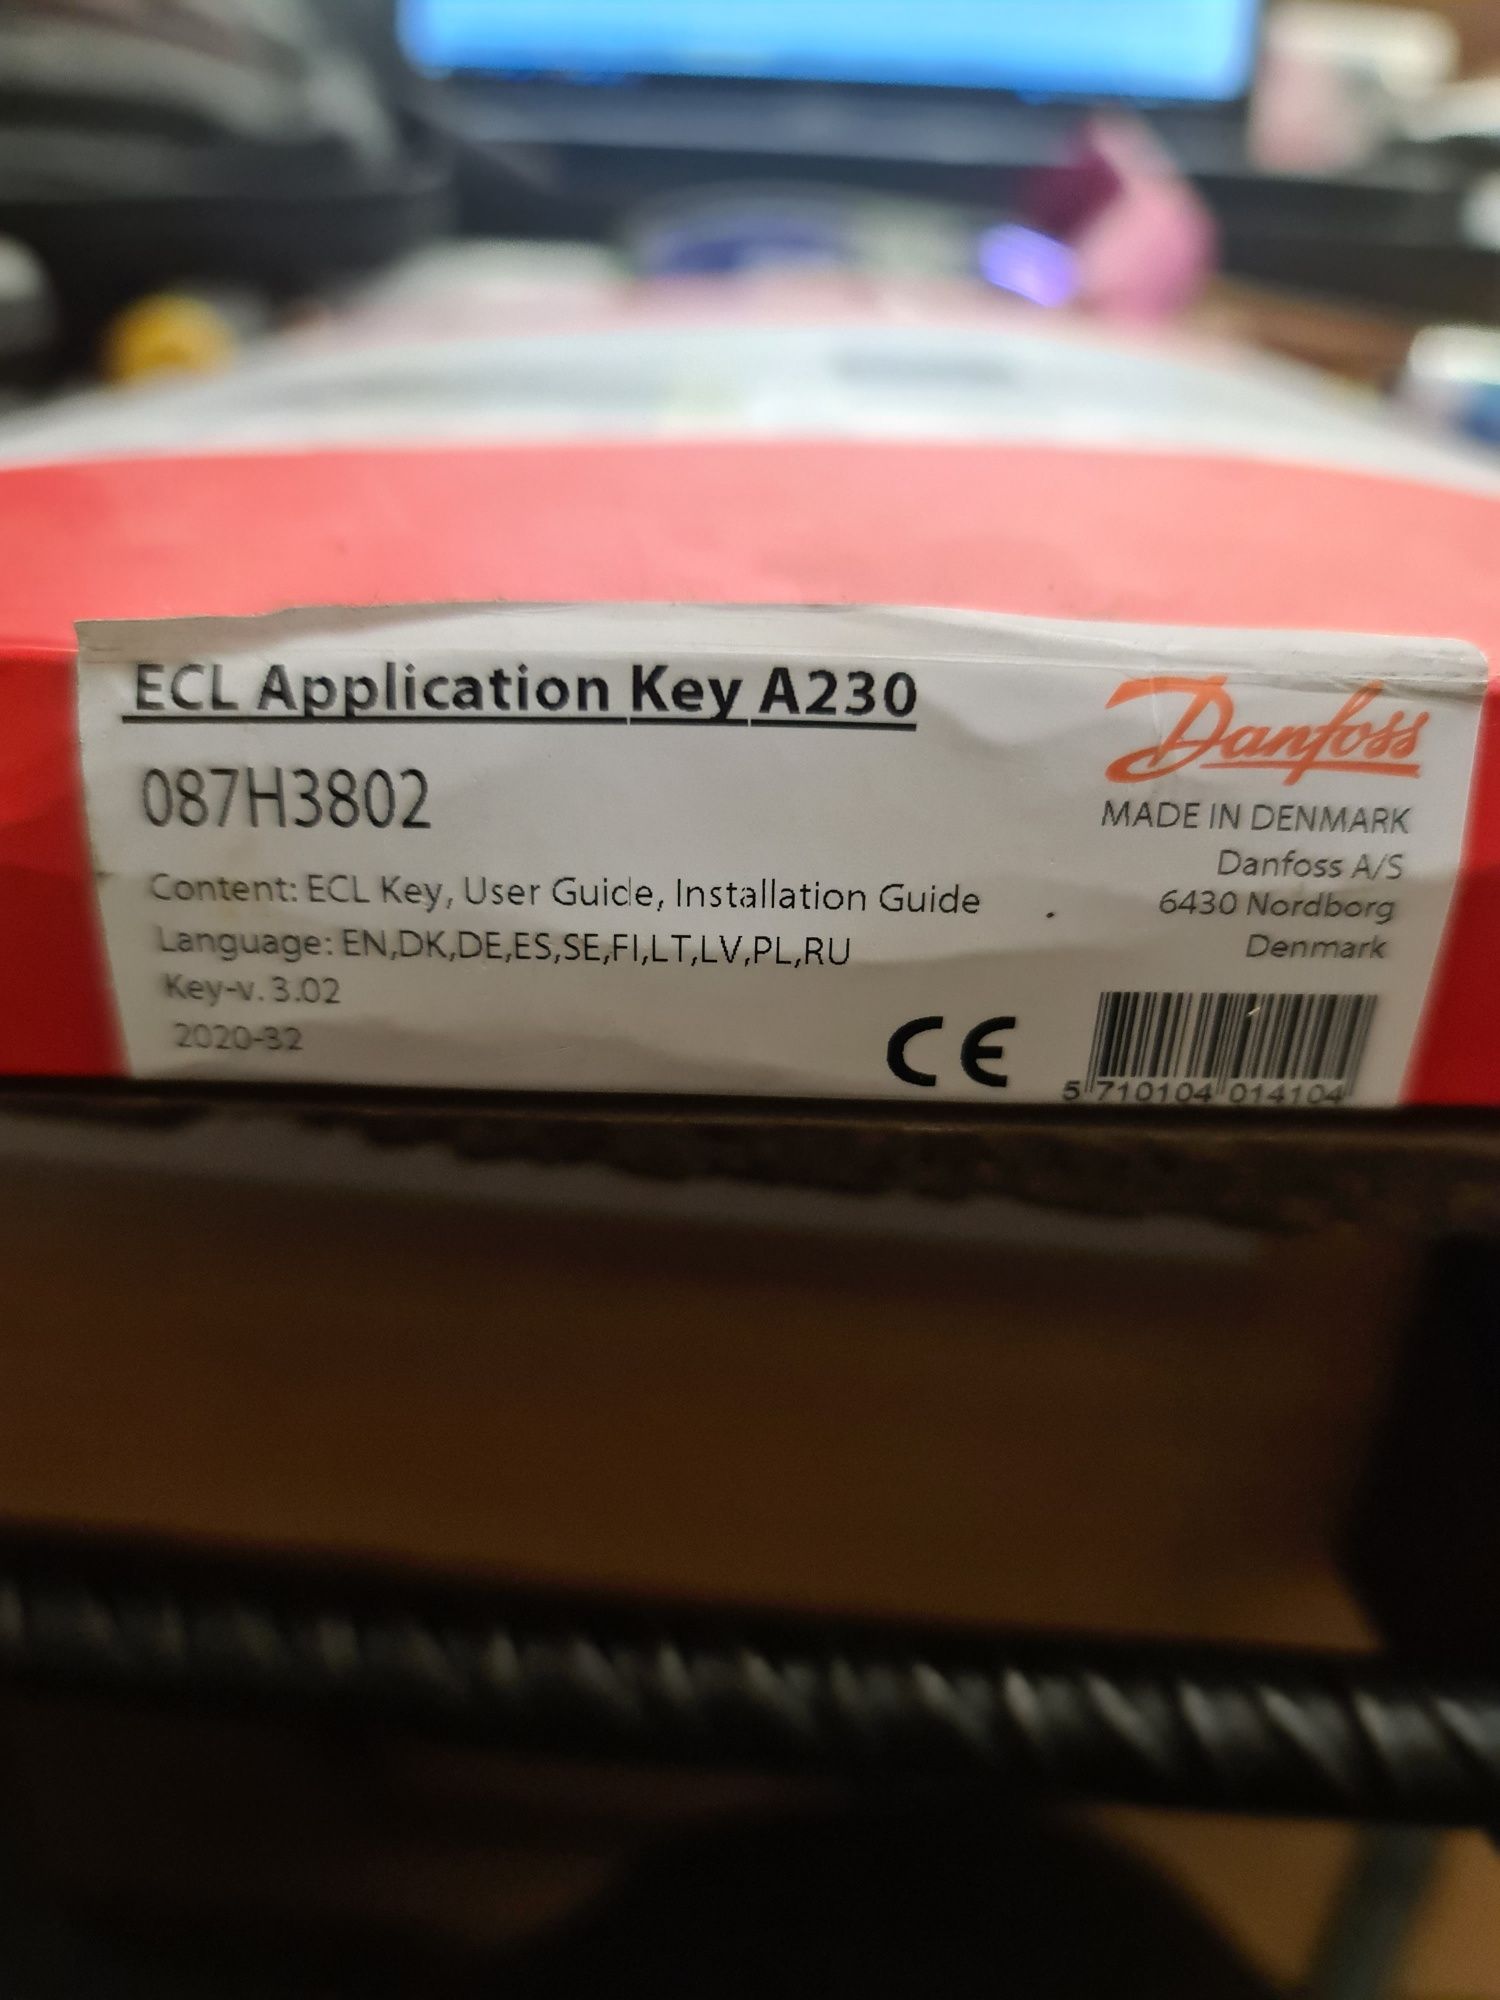 ECL Application Key A230
087H3802
Content: ECL Key, User Guide, Installation Guide
Language: EN,DK,DE,ES,SE,FI,LT,LV,PL,RU
Key-v. 3.02
2020-32
Danfoss
MADE IN DENMARK
Danfoss A/S
6430 Nordborg
Denmark
CE
5 710104 014104